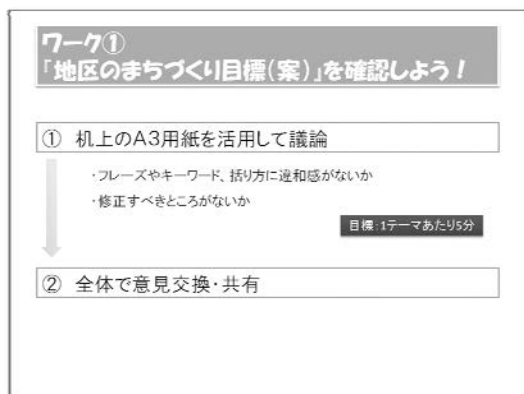 ワーク①
「地区のまちづくり目標(案)」を確認しよう！
① 机上のA3用紙を活用して議論
・フレーズやキーワード、括り方に違和感がないか
・修正すべきところがないか
目標:1テーマあたり5分
② 全体で意見交換・共有